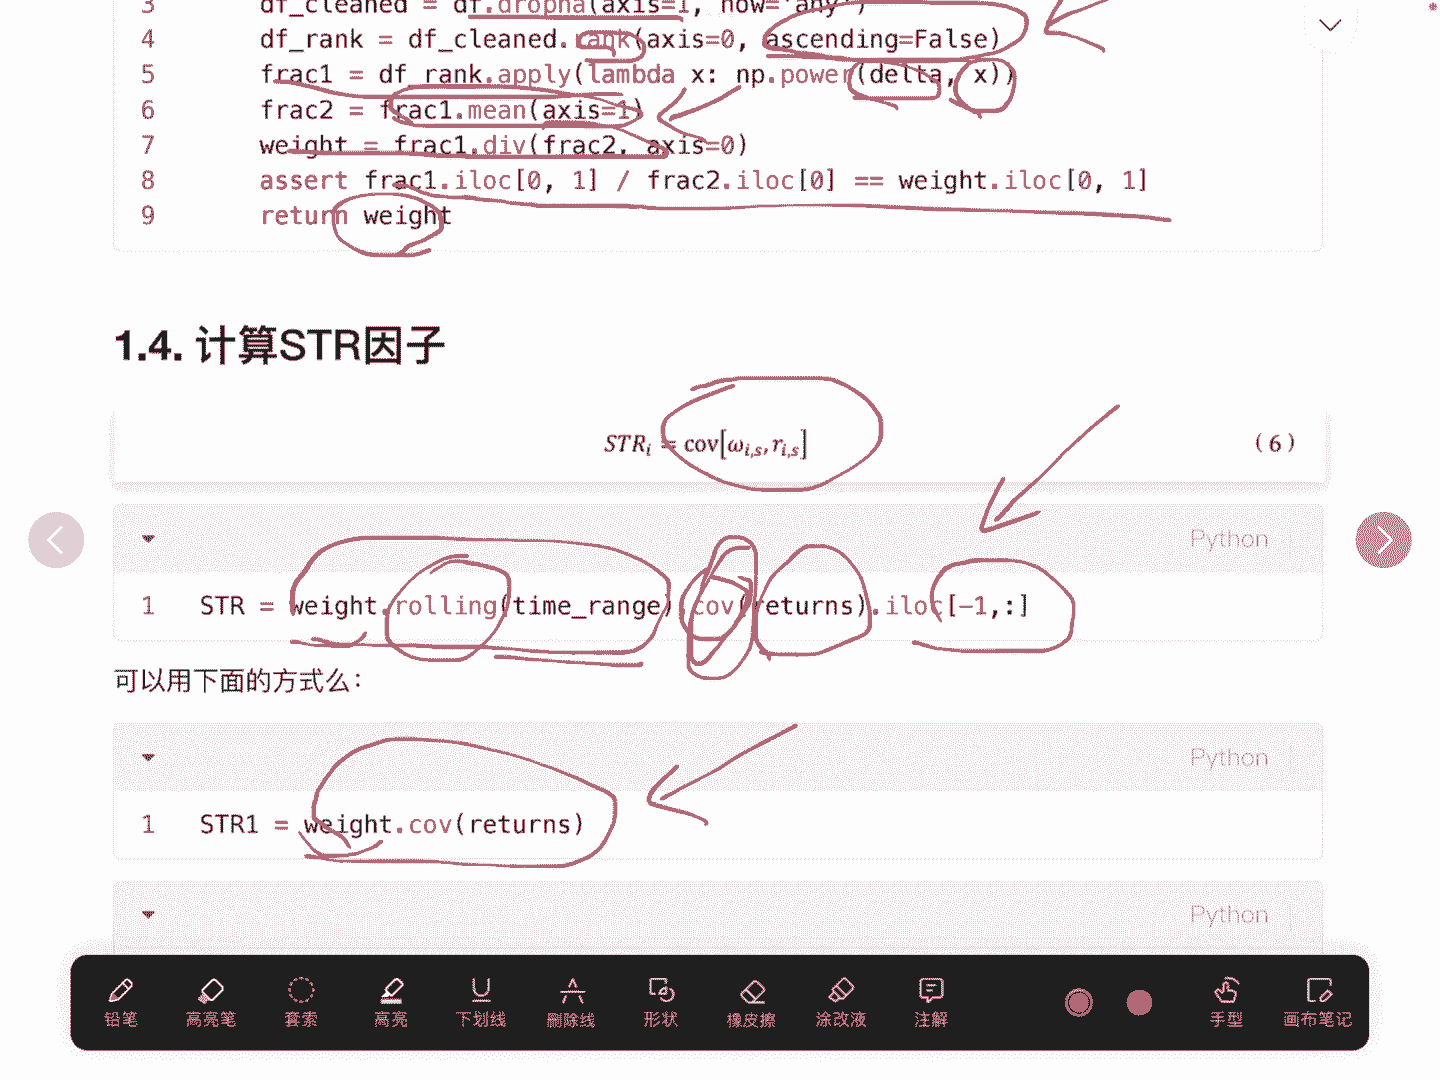 3 df_cleaned = df.dropna(axis=1, how='any')
4 df_rank = df_cleaned.rank(axis=0, ascending=False)
5 frac1 = df_rank.apply(lambda x: np.power(delta, x))
6 frac2 = frac1.mean(axis=1)
7 weight = frac1.div(frac2, axis=0)
8 assert frac1.iloc[0, 1] / frac2.iloc[0] == weight.iloc[0, 1]
9 return weight
1.4. 计算STR因子
STRᵢ = cov[ωᵢ,ₛ,rᵢ,ₛ] (6)
Python
1 STR = weight.rolling(time_range).cov(returns).iloc[-1,:]
可以用下面的方式么：
Python
1 STR1 = weight.cov(returns)
Python
铅笔 高亮笔 套索 高亮 下划线 删除线 形状 橡皮擦 涂改液 注解 手型 画布笔记